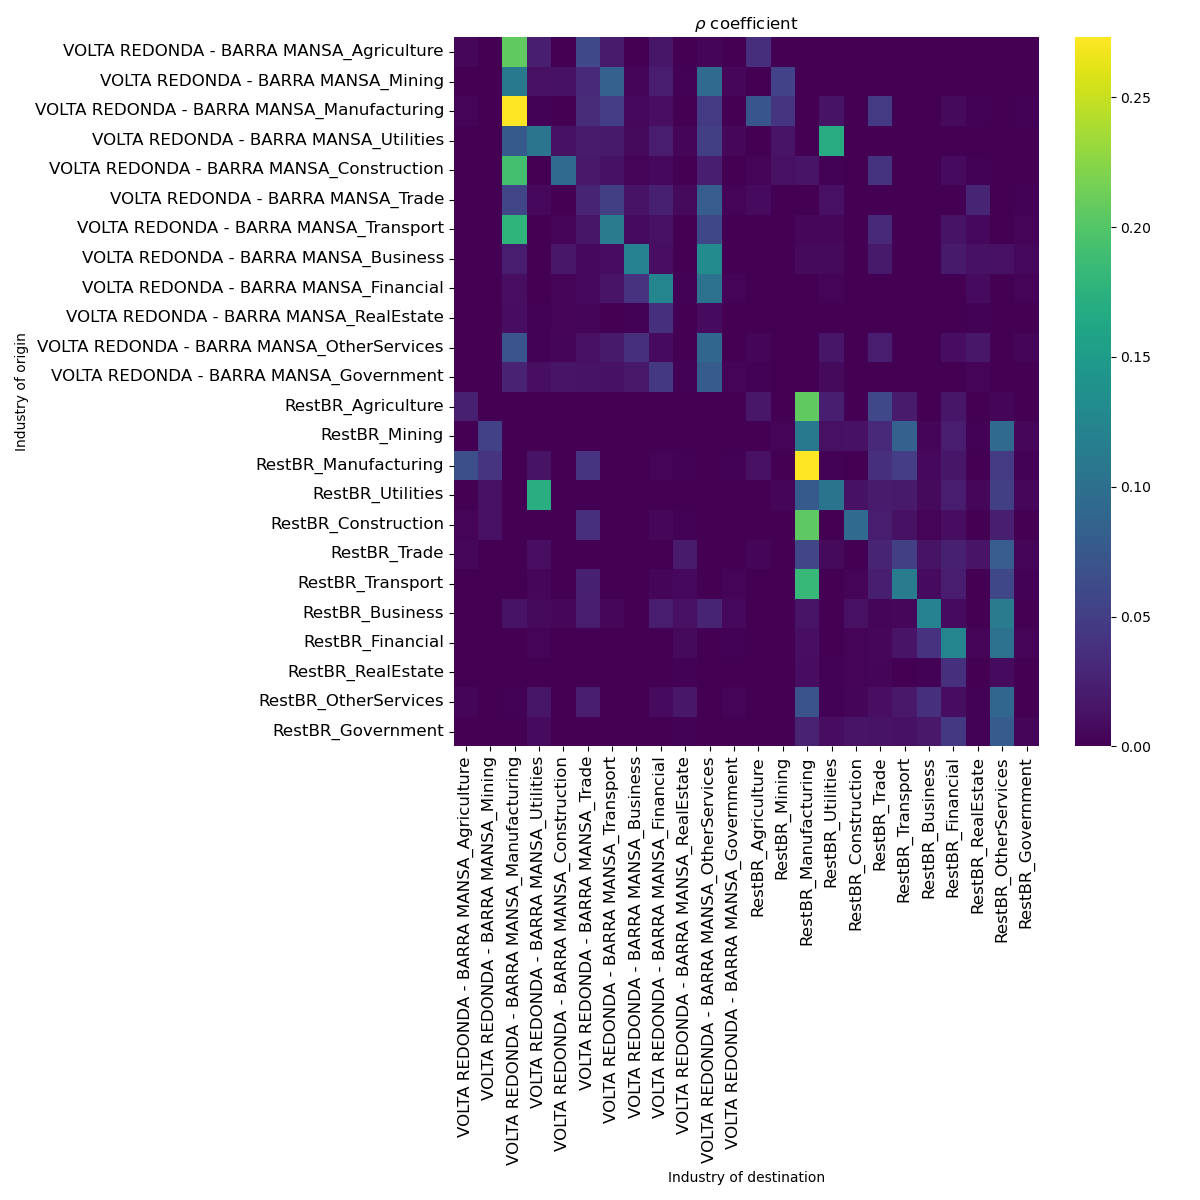 ρ coefficient
Industry of origin
VOLTA REDONDA - BARRA MANSA_Agriculture
VOLTA REDONDA - BARRA MANSA_Mining
VOLTA REDONDA - BARRA MANSA_Manufacturing
VOLTA REDONDA - BARRA MANSA_Utilities
VOLTA REDONDA - BARRA MANSA_Construction
VOLTA REDONDA - BARRA MANSA_Trade
VOLTA REDONDA - BARRA MANSA_Transport
VOLTA REDONDA - BARRA MANSA_Business
VOLTA REDONDA - BARRA MANSA_Financial
VOLTA REDONDA - BARRA MANSA_RealEstate
VOLTA REDONDA - BARRA MANSA_OtherServices
VOLTA REDONDA - BARRA MANSA_Government
RestBR_Agriculture
RestBR_Mining
RestBR_Manufacturing
RestBR_Utilities
RestBR_Construction
RestBR_Trade
RestBR_Transport
RestBR_Business
RestBR_Financial
RestBR_RealEstate
RestBR_OtherServices
RestBR_Government
0.25
0.20
0.15
0.10
0.05
0.00
VOLTA REDONDA - BARRA MANSA_Agriculture
VOLTA REDONDA - BARRA MANSA_Mining
VOLTA REDONDA - BARRA MANSA_Manufacturing
VOLTA REDONDA - BARRA MANSA_Utilities
VOLTA REDONDA - BARRA MANSA_Construction
VOLTA REDONDA - BARRA MANSA_Trade
VOLTA REDONDA - BARRA MANSA_Transport
VOLTA REDONDA - BARRA MANSA_Business
VOLTA REDONDA - BARRA MANSA_Financial
VOLTA REDONDA - BARRA MANSA_RealEstate
VOLTA REDONDA - BARRA MANSA_OtherServices
VOLTA REDONDA - BARRA MANSA_Government
RestBR_Agriculture
RestBR_Mining
RestBR_Manufacturing
RestBR_Utilities
RestBR_Construction
RestBR_Trade
RestBR_Transport
RestBR_Business
RestBR_Financial
RestBR_RealEstate
RestBR_OtherServices
RestBR_Government
Industry of destination